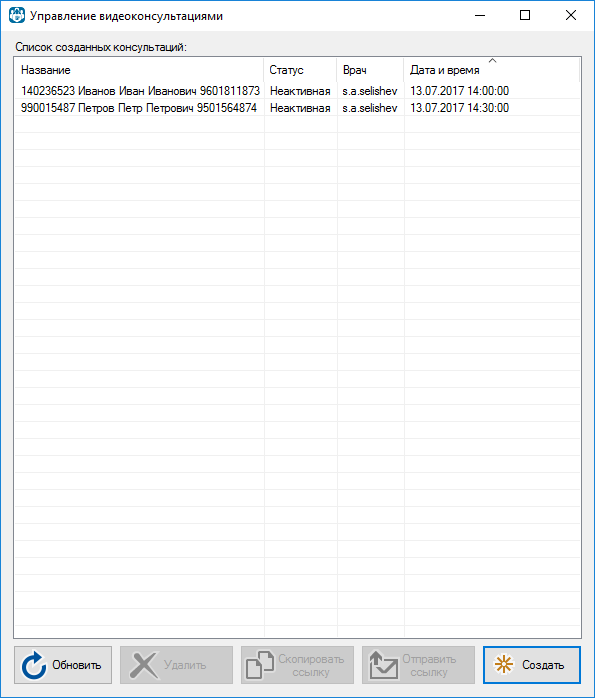 Управление видеоконсультациями
Список созданных консультаций:
Название Статус Врач Дата и время
140236523 Иванов Иван Иванович 9601811873 Неактивная s.a.selishev 13.07.2017 14:00:00
990015487 Петров Петр Петрович 9501564874 Неактивная s.a.selishev 13.07.2017 14:30:00
Обновить Удалить Скопировать ссылку Отправить ссылку Создать